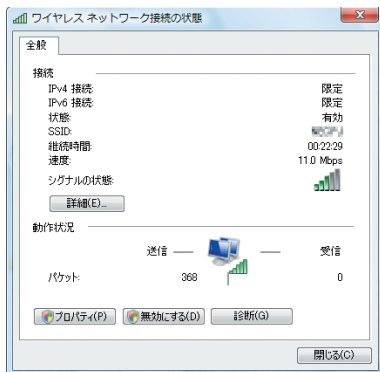 ワイヤレス ネットワーク接続の状態
全般
接続
IPv4 接続: 限定
IPv6 接続: 限定
状態: 有効
SSID:
継続時間: 00:22:29
速度: 11.0 Mbps
シグナルの状態:
詳細(E)...
動作状況
送信 受信
パケット: 368 0
プロパティ(P) 無効にする(D) 診断(G)
閉じる(C)